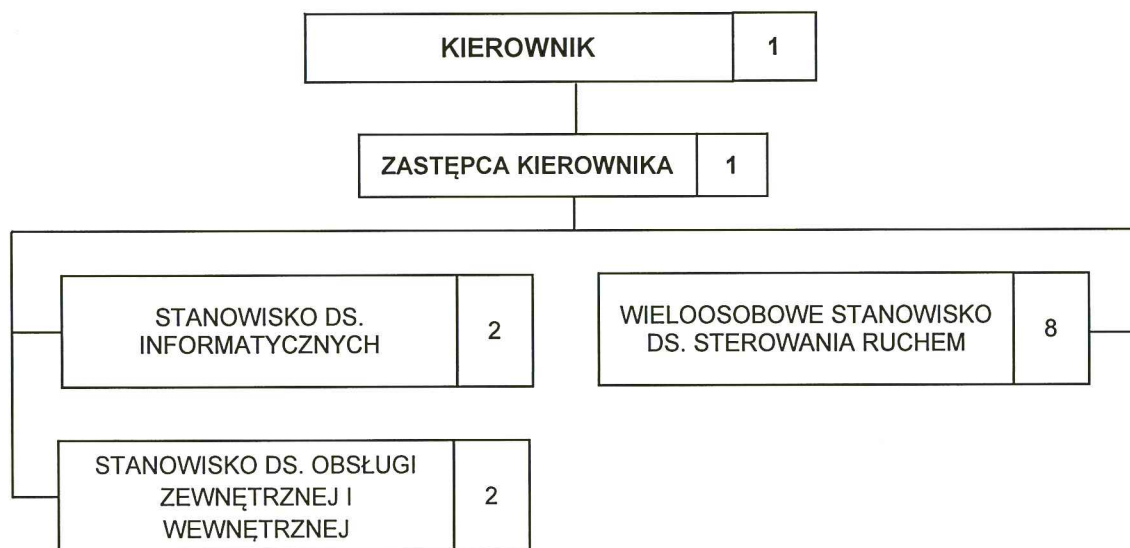 KIEROWNIK 1
ZASTĘPCA KIEROWNIKA 1
STANOWISKO DS.
INFORMATYCZNYCH
2
WIELOOSOBOWE STANOWISKO
DS. STEROWANIA RUCHEM
8
STANOWISKO DS. OBSŁUGI
ZEWNĘTRZNEJ I
WEWNĘTRZNEJ
2